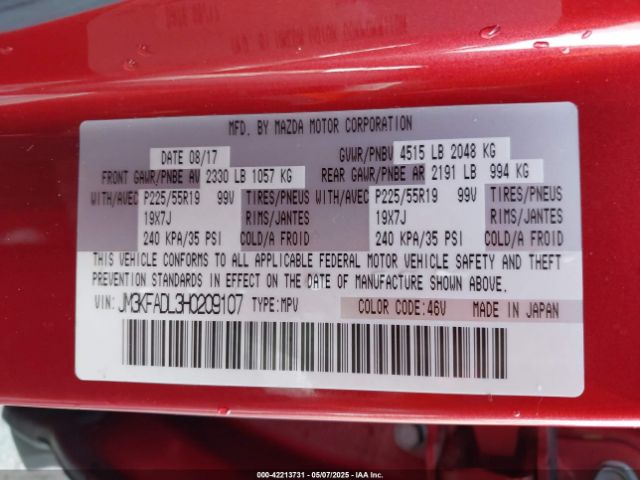 MFD. BY MAZDA MOTOR CORPORATION
DATE 08/17 GVWR/PNBV 4515 LB 2048 KG
FRONT GAWR/PNBE AV 2330 LB 1057 KG REAR GAWR/PNBE AR 2191 LB 994 KG
WITH/AVEC P225/55R19 99V TIRES/PNEUS WITH/AVEC P225/55R19 99V TIRES/PNEUS
19X7J RIMS/JANTES 19X7J RIMS/JANTES
240 KPA/35 PSI COLD/A FROID 240 KPA/35 PSI COLD/A FROID
THIS VEHICLE CONFORMS TO ALL APPLICABLE FEDERAL MOTOR VEHICLE SAFETY AND THEFT
PREVENTION STANDARDS IN EFFECT ON THE DATE OF MANUFACTURE SHOWN ABOVE.
VIN: JM3KFADL3H0209107 TYPE:MPV COLOR CODE:46V MADE IN JAPAN
000-42213731 - 05/07/2025 - IAA Inc.